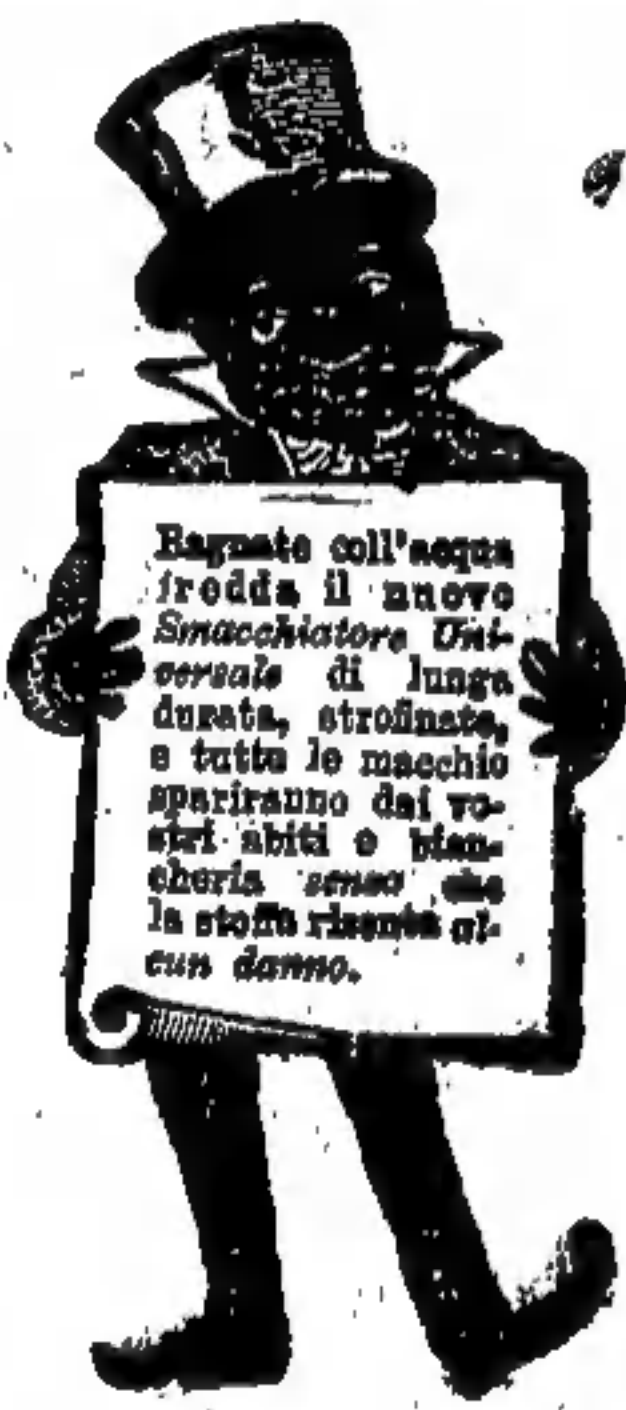 Bagnate coll'acqua
fredda il nuovo
Smacchiatore Uni-
versale di lunga
durata, strofinate,
e tutte le macchie
spariranno dai vo-
stri abiti e bian-
cheria senza che
la stoffa risenta al-
cun danno.